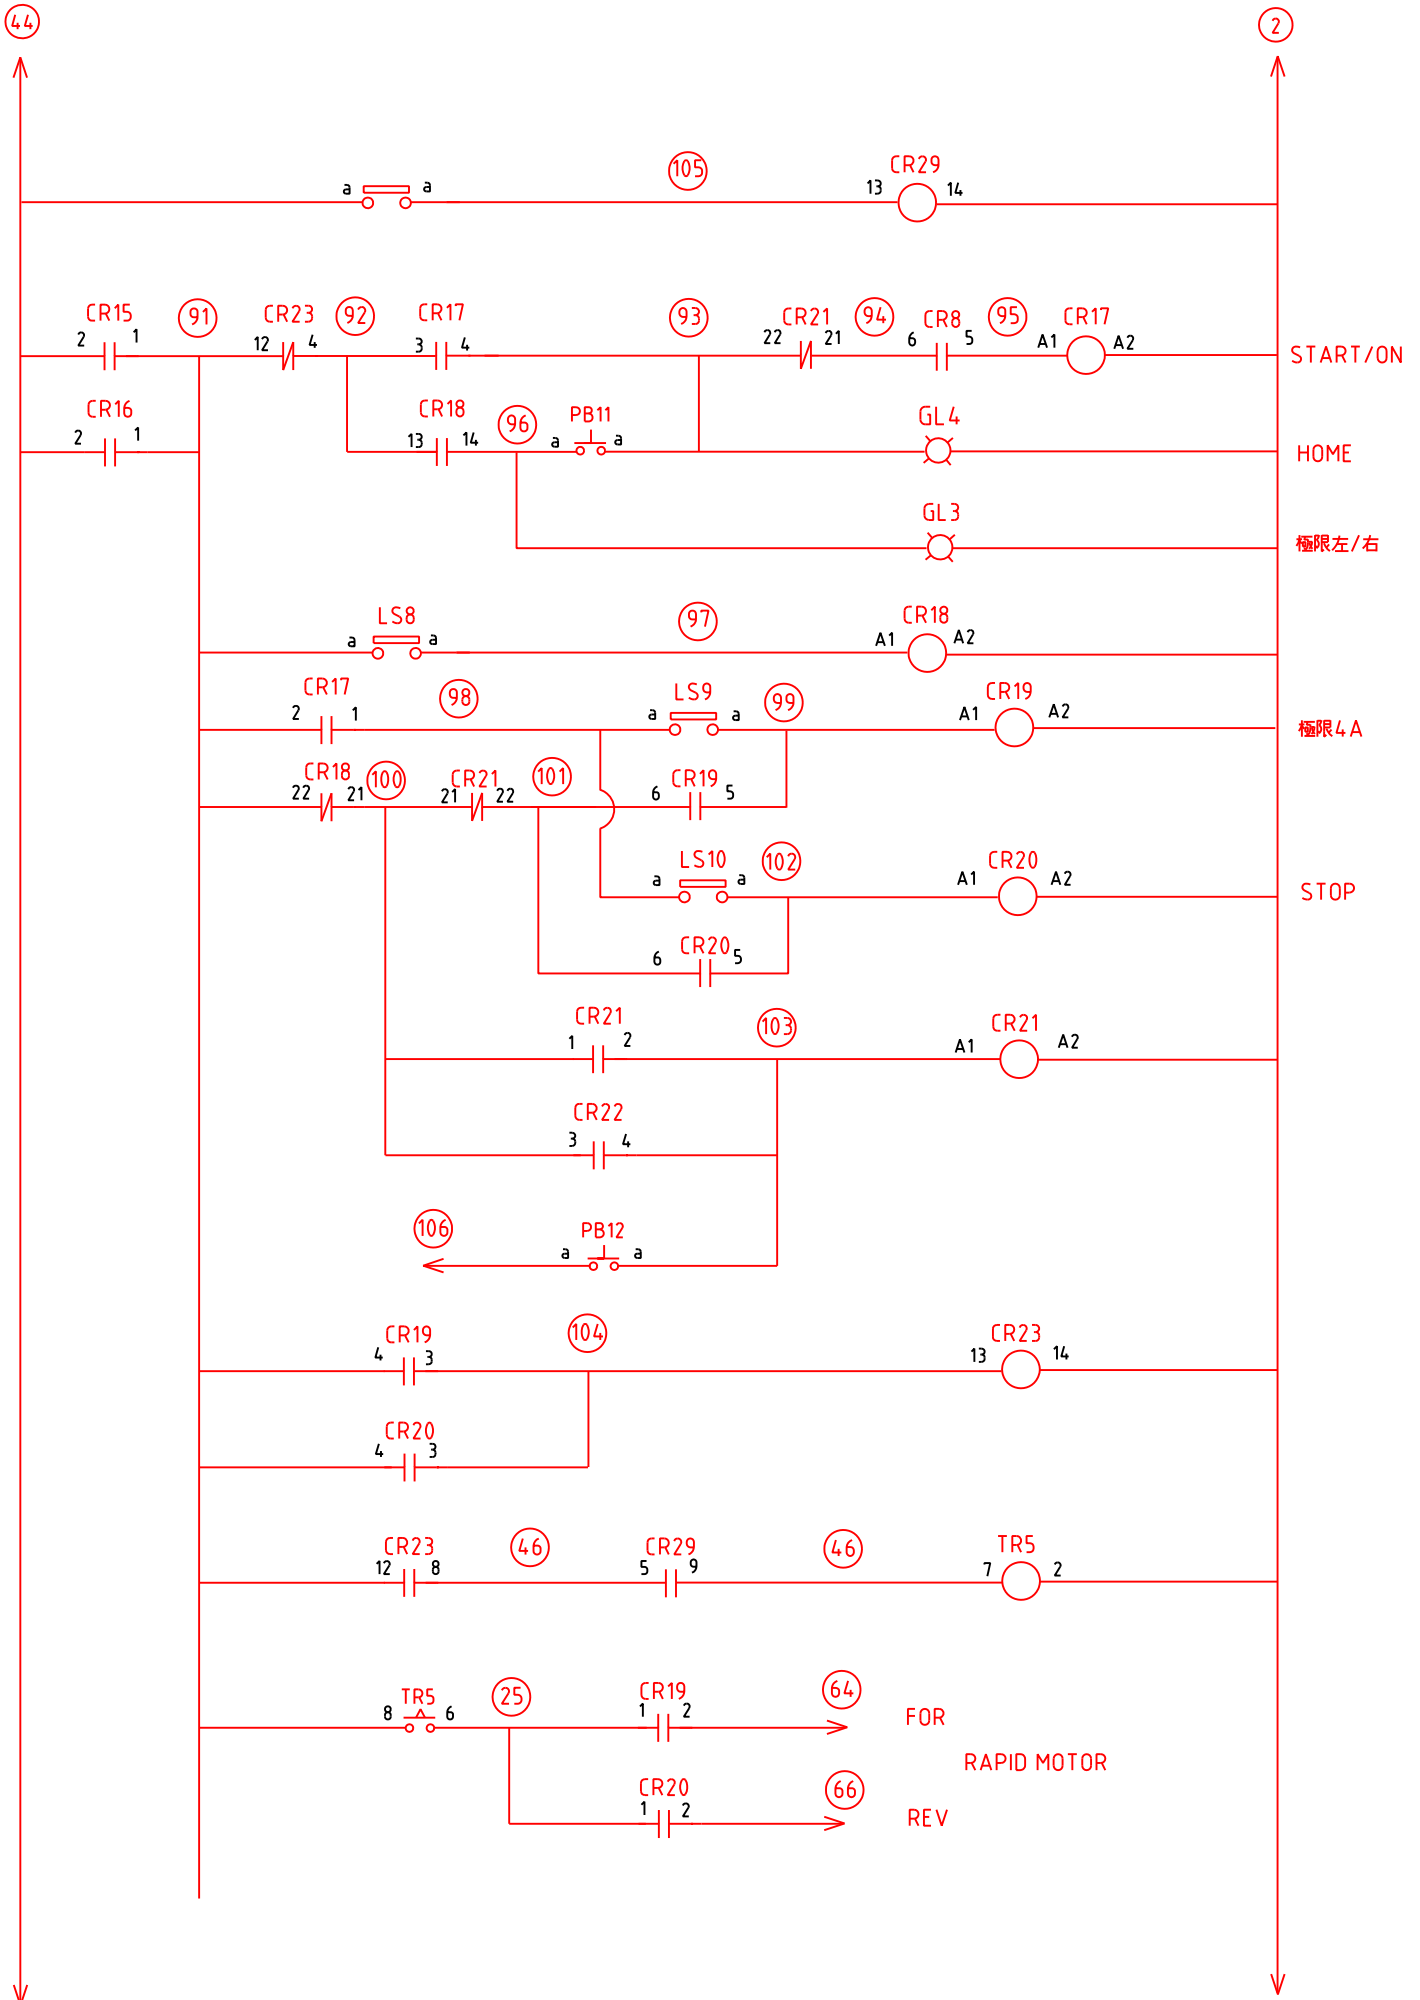 44 2
105 CR29
a a 13 14
CR15 91 CR23 92 CR17 93 CR21 94 CR8 95 CR17
2 1 12 4 3 4 22 21 6 5 A1 A2 START/ON
CR16 CR18 96 PB11 GL4
2 1 13 14 a a HOME
GL3
極限左/右
LS8 97 CR18
a a A1 A2
CR17 98 LS9 99 CR19
2 1 a a A1 A2 極限4A
CR18 100 CR21 101 CR19
22 21 21 22 6 5
LS10 102 CR20
a a A1 A2 STOP
CR20
6 5
CR21 103 CR21
1 2 A1 A2
CR22
3 4
106 PB12
a a
CR19 104 CR23
4 3 13 14
CR20
4 3
CR23 46 CR29 46 TR5
12 8 5 9 7 2
TR5 25 CR19 64
8 6 1 2 FOR
RAPID MOTOR
CR20 66
1 2 REV